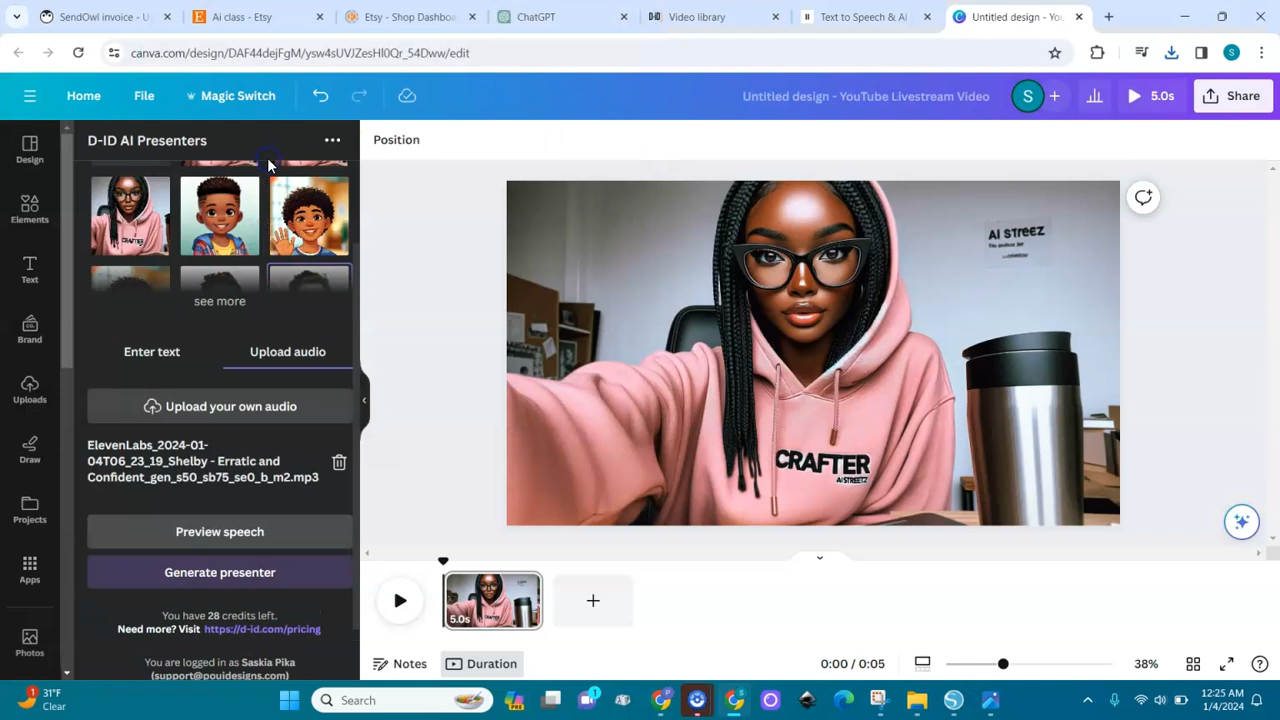 SendOwl invoice - U
Ai class - Etsy
Etsy - Shop Dashboa
ChatGPT
Video library
Text to Speech & AI
Untitled design - You
canva.com/design/DAF44dejFgM/ysw4sUVJZesHl0Qr_54Dww/edit
Home
File
Magic Switch
Untitled design - YouTube Livestream Video
S
5.0s
Share
Design
Elements
Text
Brand
Uploads
Draw
Projects
Apps
Photos
D-ID AI Presenters
see more
Enter text
Upload audio
Upload your own audio
ElevenLabs_2024-01-
04T06_23_19_Shelby - Erratic and
Confident_gen_s50_sb75_se0_b_m2.mp3
Preview speech
Generate presenter
You have 28 credits left.
Need more? Visit https://d-id.com/pricing
You are logged in as Saskia Pika
(support@pouidesigns.com)
Position
AI STREEZ
CRAFTER
AI STREETZ
5.0s
Notes
Duration
0:00 / 0:05
38%
31°F
Clear
Search
12:25 AM
1/4/2024